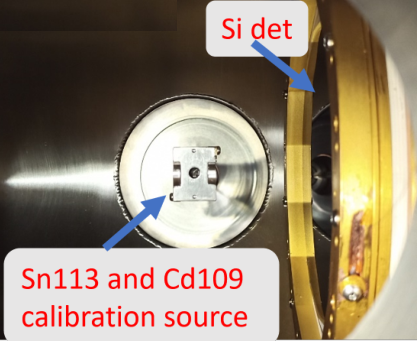 Si det
Sn113 and Cd109
calibration source